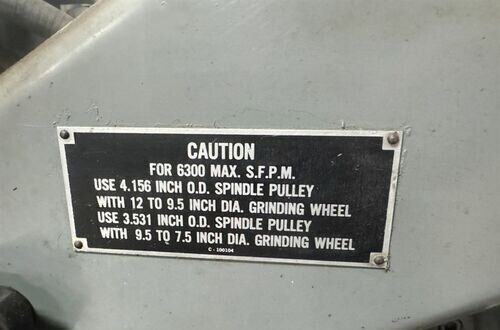 CAUTION
FOR 6300 MAX. S.F.P.M.
USE 4.156 INCH O.D. SPINDLE PULLEY
WITH 12 TO 9.5 INCH DIA. GRINDING WHEEL
USE 3.531 INCH O.D. SPINDLE PULLEY
WITH 9.5 TO 7.5 INCH DIA. GRINDING WHEEL
C - 100104